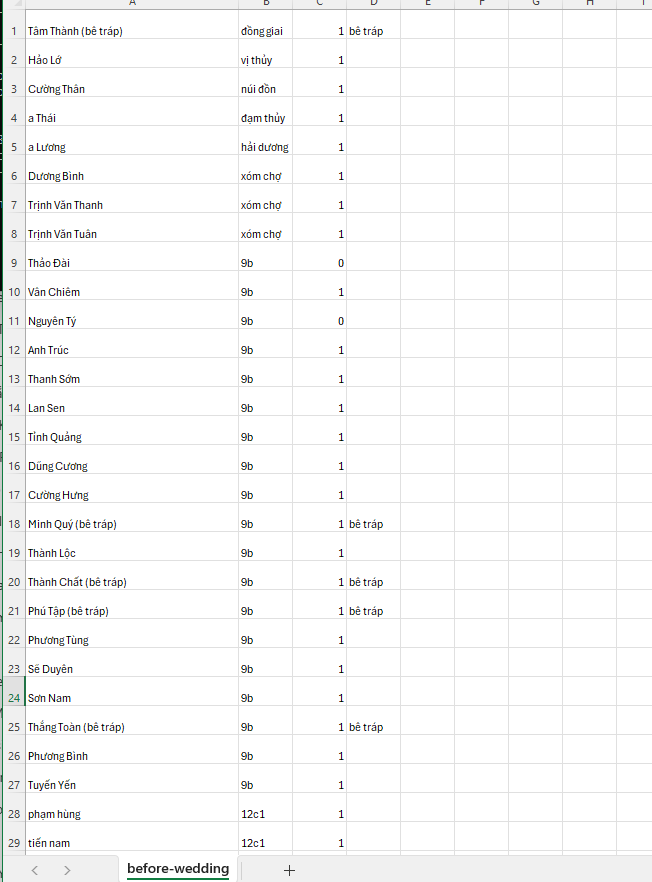 A B C D E F G H I
1 Tâm Thành (bê tráp) đồng giai 1 bê tráp
2 Hảo Lớ vị thủy 1
3 Cường Thân núi đồn 1
4 a Thái đạm thủy 1
5 a Lương hải dương 1
6 Dương Bình xóm chợ 1
7 Trịnh Văn Thanh xóm chợ 1
8 Trịnh Văn Tuân xóm chợ 1
9 Thảo Đài 9b 0
10 Vân Chiêm 9b 1
11 Nguyên Tý 9b 0
12 Anh Trúc 9b 1
13 Thanh Sớm 9b 1
14 Lan Sen 9b 1
15 Tỉnh Quảng 9b 1
16 Dũng Cương 9b 1
17 Cường Hưng 9b 1
18 Minh Quý (bê tráp) 9b 1 bê tráp
19 Thành Lộc 9b 1
20 Thành Chất (bê tráp) 9b 1 bê tráp
21 Phú Tập (bê tráp) 9b 1 bê tráp
22 Phương Tùng 9b 1
23 Sẽ Duyên 9b 1
24 Sơn Nam 9b 1
25 Thắng Toàn (bê tráp) 9b 1 bê tráp
26 Phương Bình 9b 1
27 Tuyến Yến 9b 1
28 phạm hùng 12c1 1
29 tiến nam 12c1 1
before-wedding